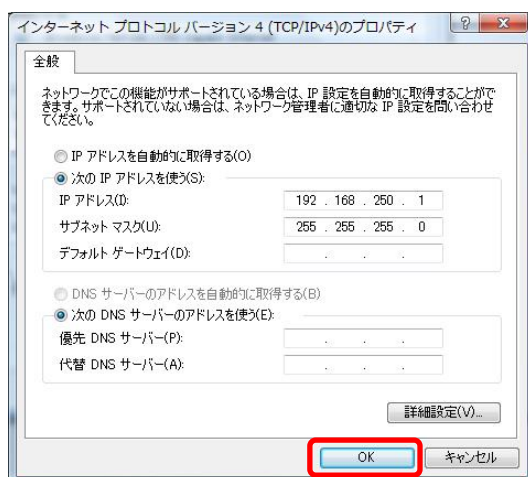 インターネット プロトコル バージョン 4 (TCP/IPv4)のプロパティ
全般
ネットワークでこの機能がサポートされている場合は、IP 設定を自動的に取得することがで
きます。サポートされていない場合は、ネットワーク管理者に適切な IP 設定を問い合わせ
てください。
IP アドレスを自動的に取得する(O)
次の IP アドレスを使う(S):
IP アドレス(I): 192 . 168 . 250 . 1
サブネット マスク(U): 255 . 255 . 255 . 0
デフォルト ゲートウェイ(D): . . .
DNS サーバーのアドレスを自動的に取得する(B)
次の DNS サーバーのアドレスを使う(E):
優先 DNS サーバー(P): . . .
代替 DNS サーバー(A): . . .
詳細設定(V)...
OK キャンセル